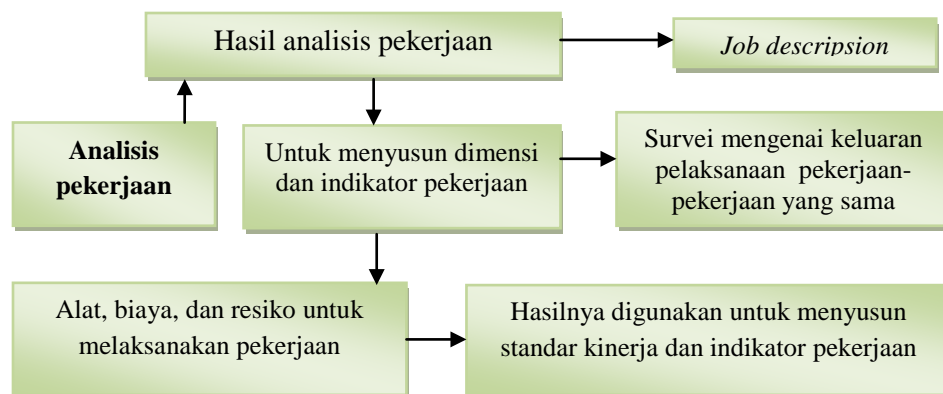 Hasil analisis pekerjaan
Job descripsion
Analisis
pekerjaan
Untuk menyusun dimensi
dan indikator pekerjaan
Survei mengenai keluaran
pelaksanaan pekerjaan-
pekerjaan yang sama
Alat, biaya, dan resiko untuk
melaksanakan pekerjaan
Hasilnya digunakan untuk menyusun
standar kinerja dan indikator pekerjaan